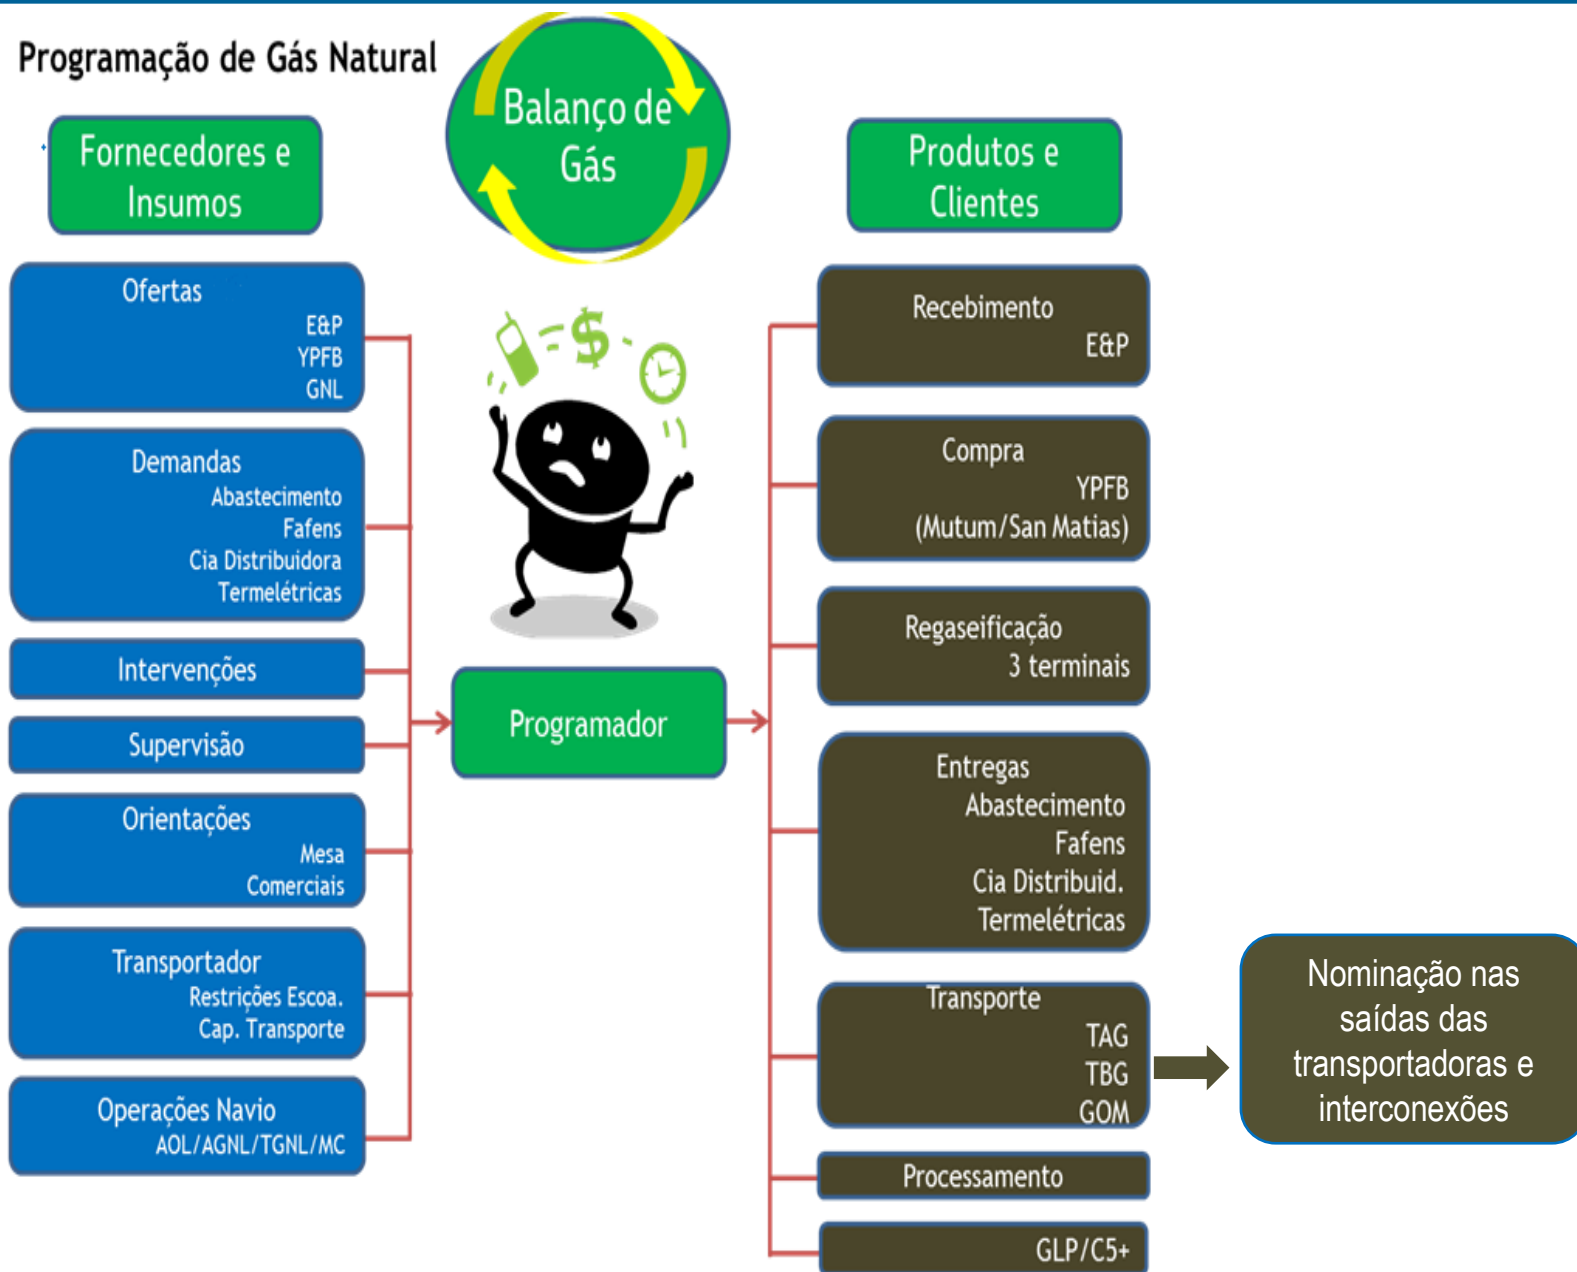 Programação de Gás Natural
Balanço de
Gás
Fornecedores e
Insumos
Ofertas
E&P
YPFB
GNL
Demandas
Abastecimento
Fafens
Cia Distribuidora
Termelétricas
Intervenções
Supervisão
Orientações
Mesa
Comerciais
Transportador
Restrições Escoa.
Cap. Transporte
Operações Navio
AOL/AGNL/TGNL/MC
$
Programador
Produtos e
Clientes
Recebimento
E&P
Compra
YPFB
(Mutum/San Matias)
Regaseificação
3 terminais
Entregas
Abastecimento
Fafens
Cia Distribuid.
Termelétricas
Transporte
TAG
TBG
GOM
Processamento
GLP/C5+
Nominação nas
saídas das
transportadoras e
interconexões